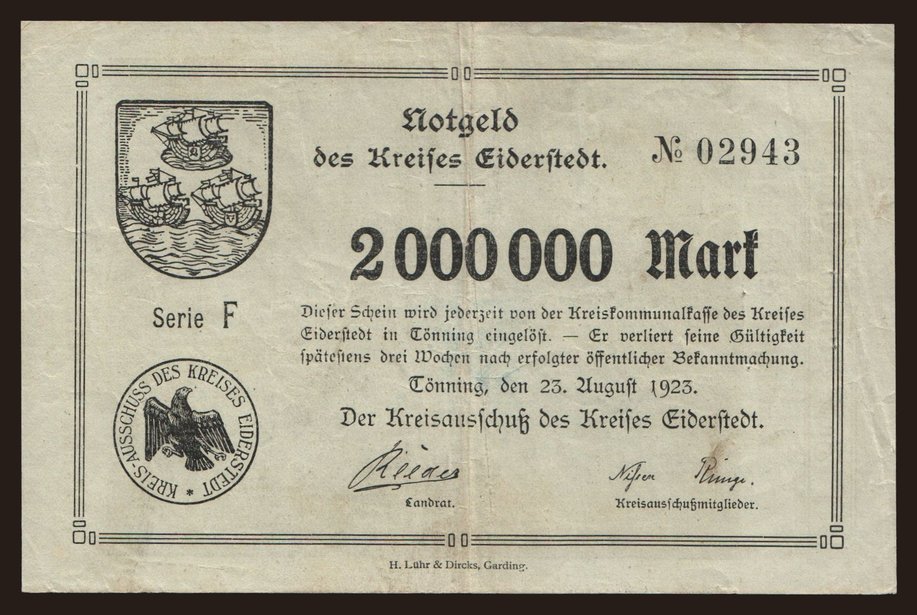 Notgeld
des Kreises Eiderstedt.
№ 02943
2000000 Mark
Serie F
Dieser Schein wird jederzeit von der Kreiskommunalkasse des Kreises
Eiderstedt in Tönning eingelöst. — Er verliert seine Gültigkeit
spätestens drei Wochen nach erfolgter öffentlicher Bekanntmachung.
Tönning, den 23. August 1923.
Der Kreisausschuß des Kreises Eiderstedt.
KREIS-AUSSCHUSS DES KREISES EIDERSTEDT *
Landrat.
Kreisausschußmitglieder.
H. Lühr & Dircks, Garding.